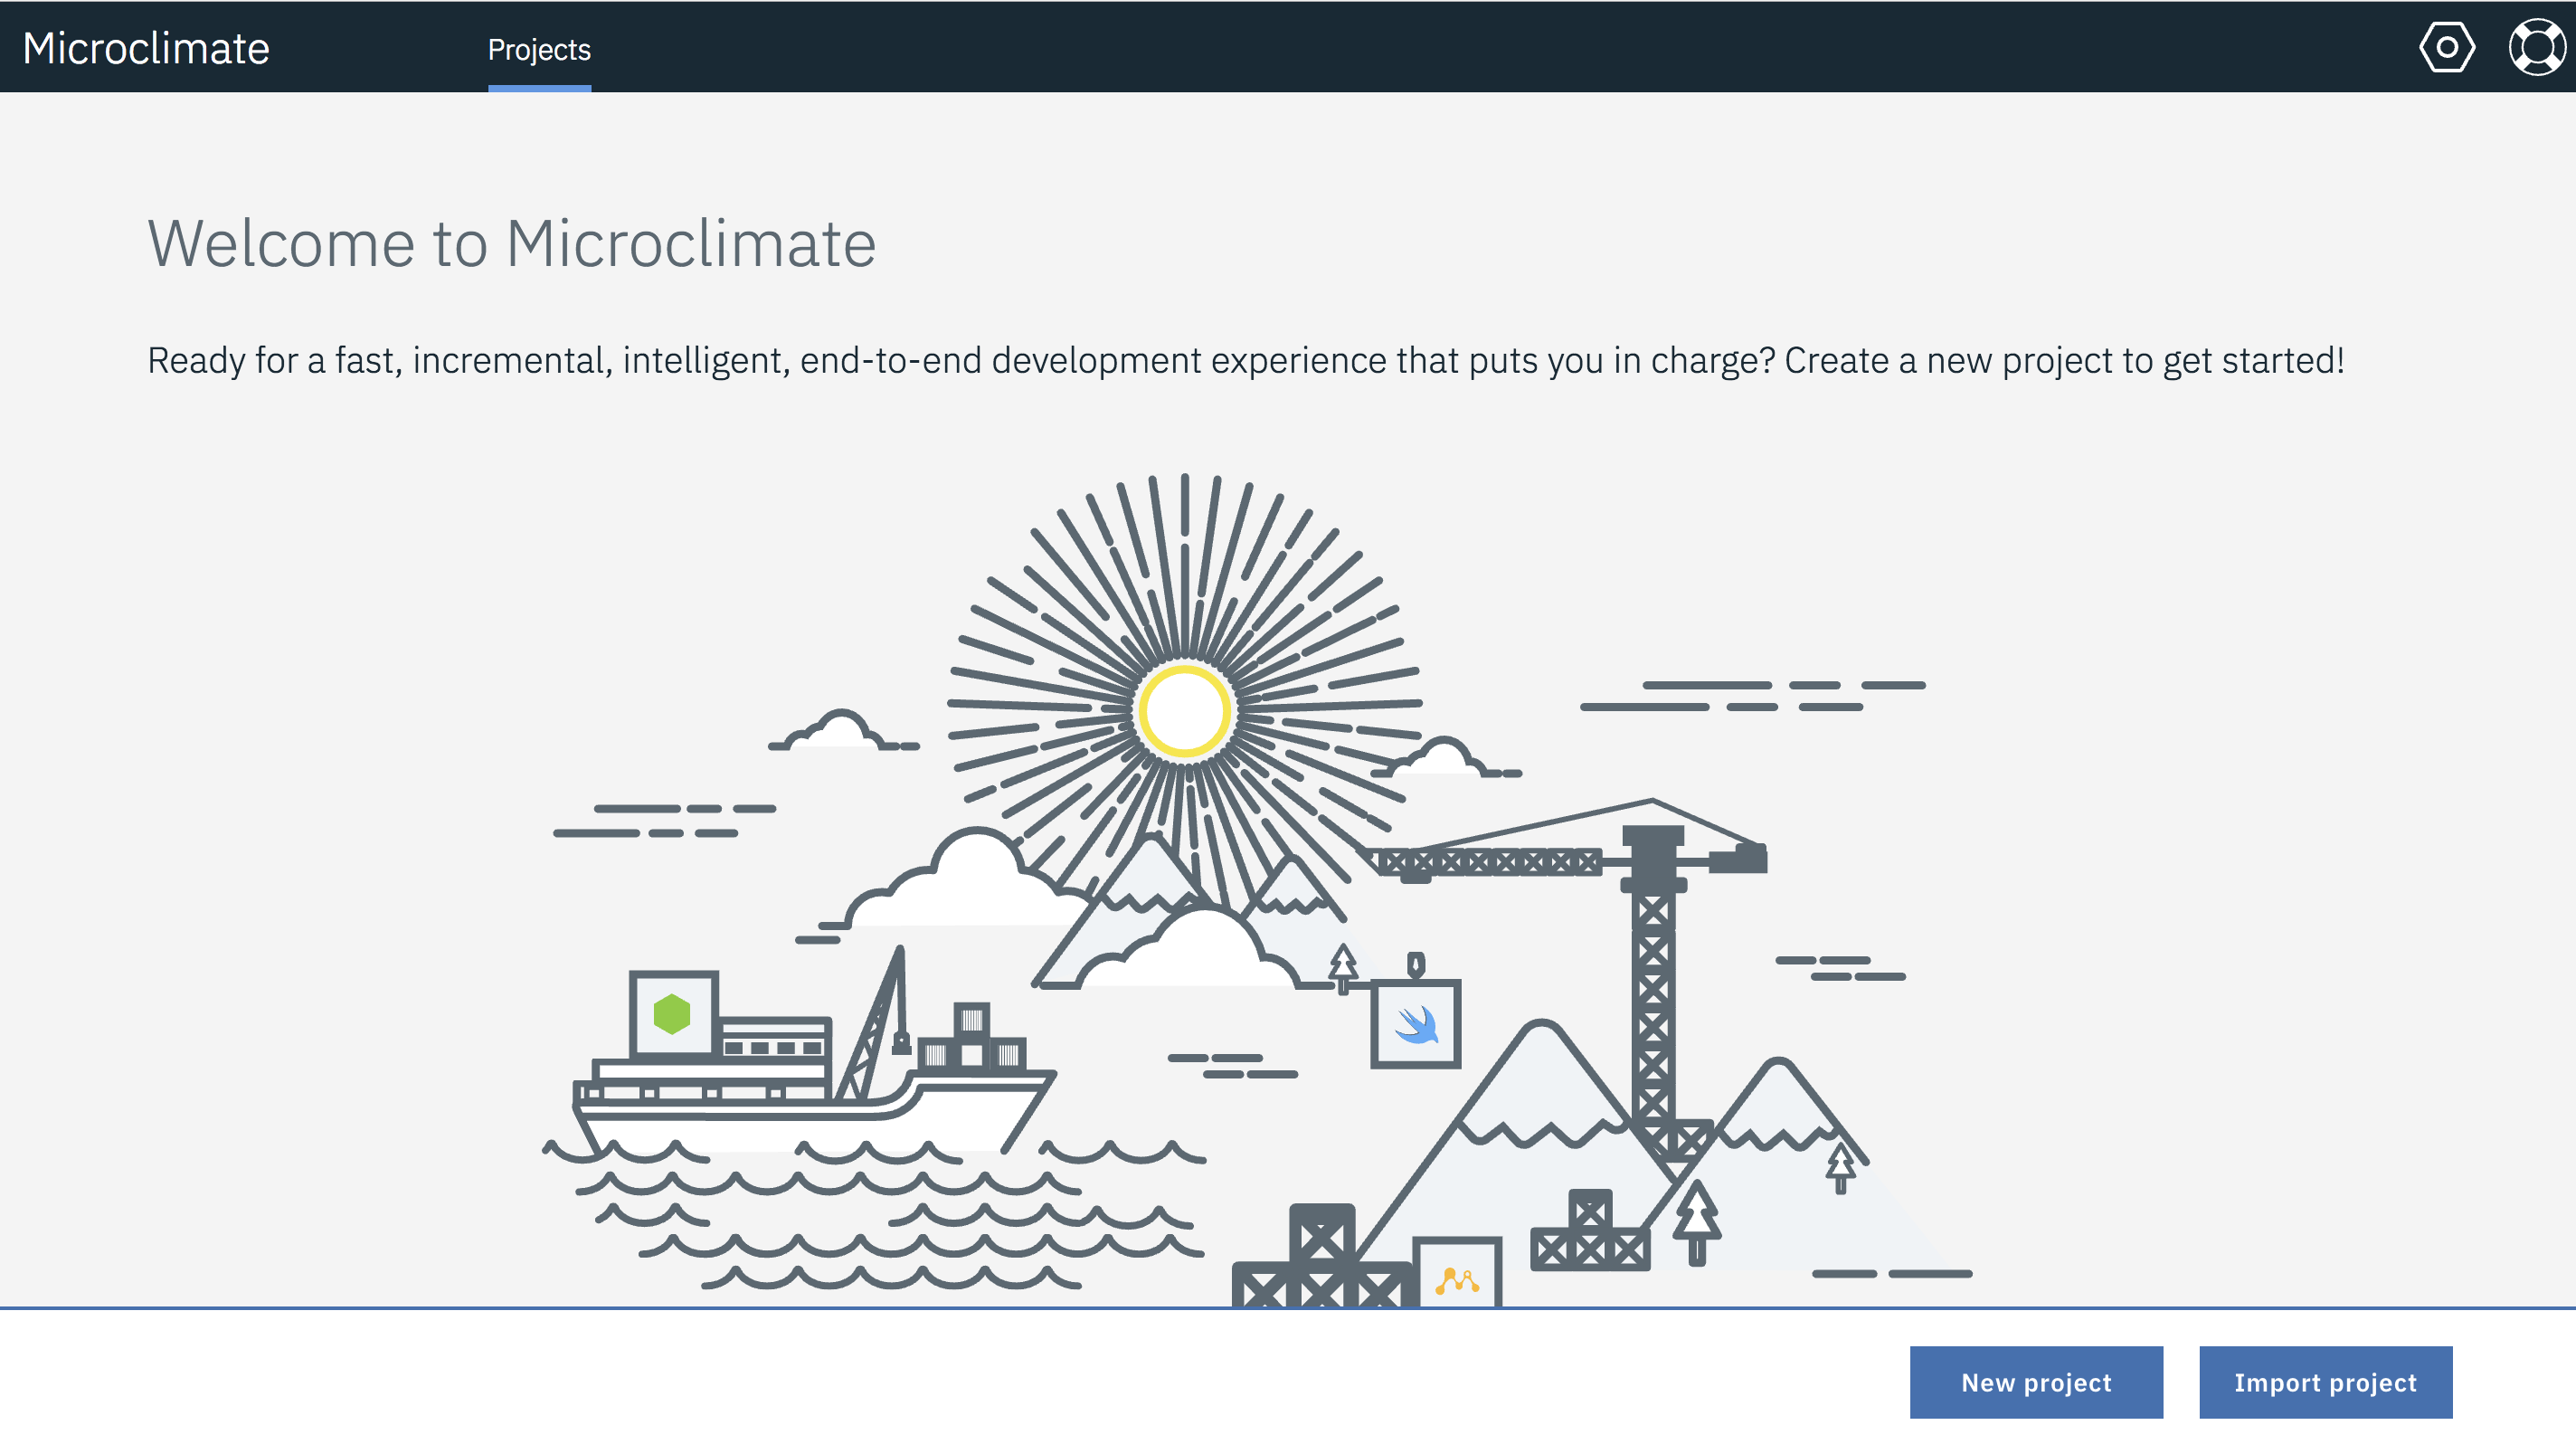 Microclimate
Projects
Welcome to Microclimate
Ready for a fast, incremental, intelligent, end-to-end development experience that puts you in charge? Create a new project to get started!
New project
Import project